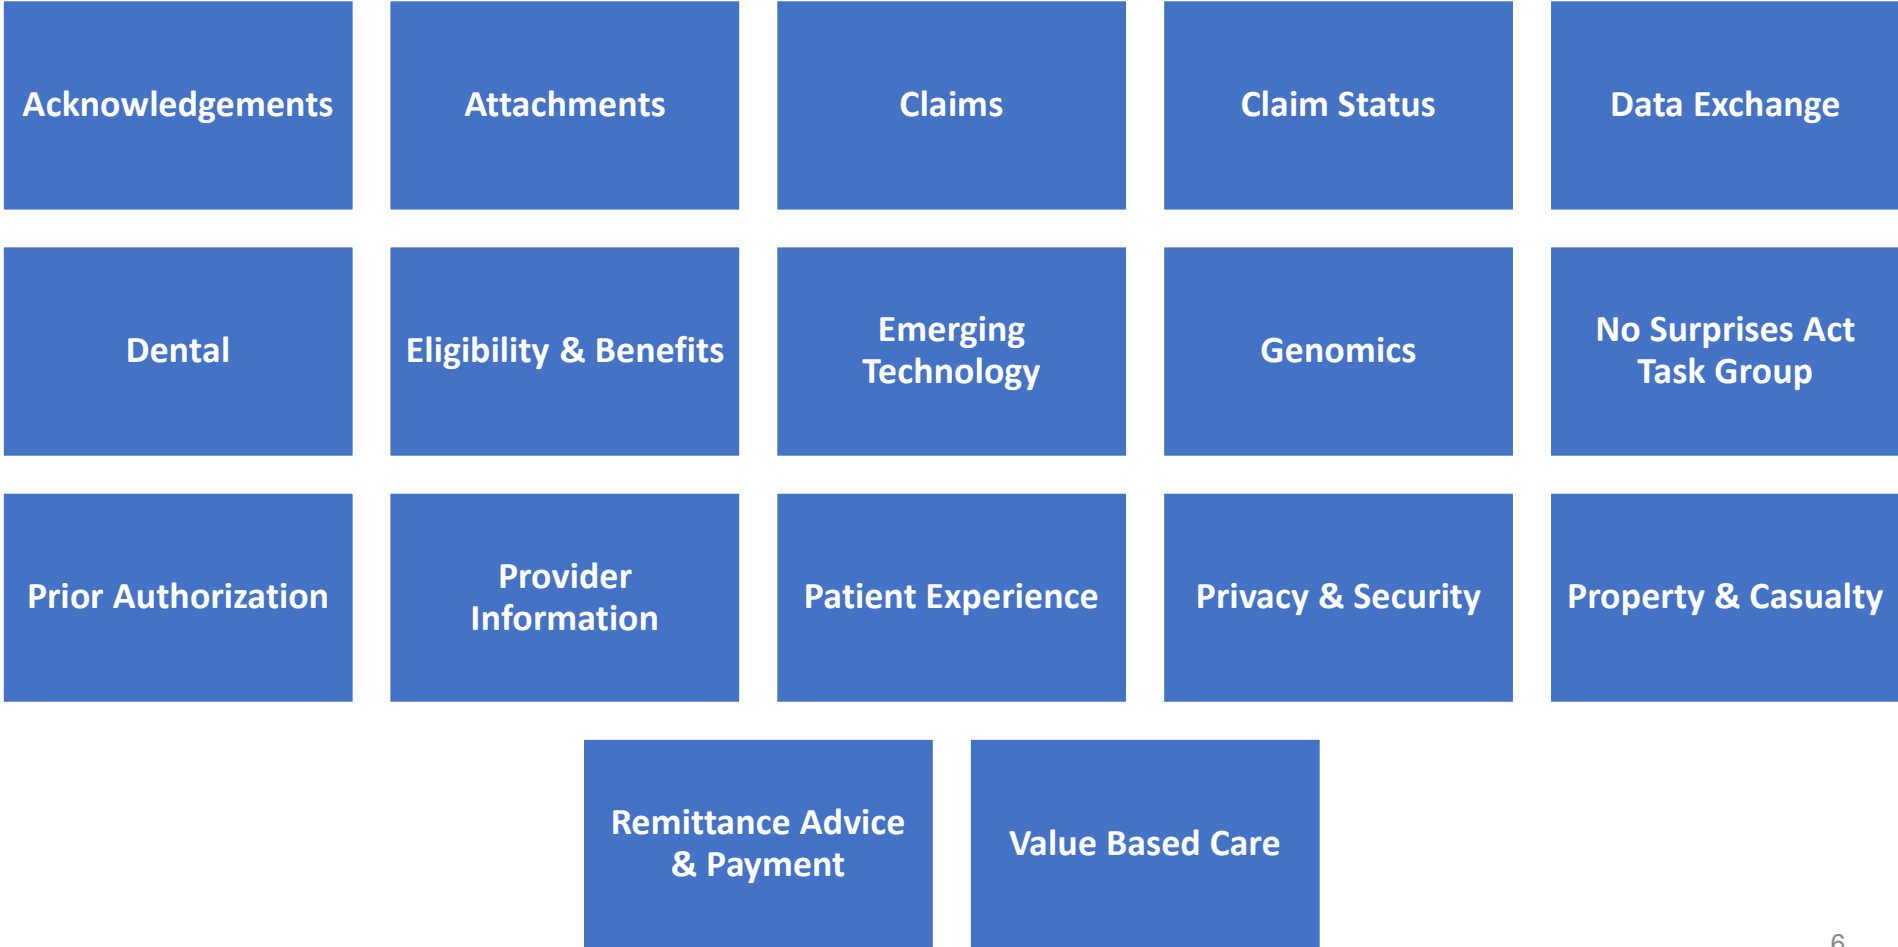 Acknowledgements
Attachments
Claims
Claim Status
Data Exchange
Dental
Eligibility & Benefits
Emerging
Technology
Genomics
No Surprises Act
Task Group
Prior Authorization
Provider
Information
Patient Experience
Privacy & Security
Property & Casualty
Remittance Advice
& Payment
Value Based Care
6